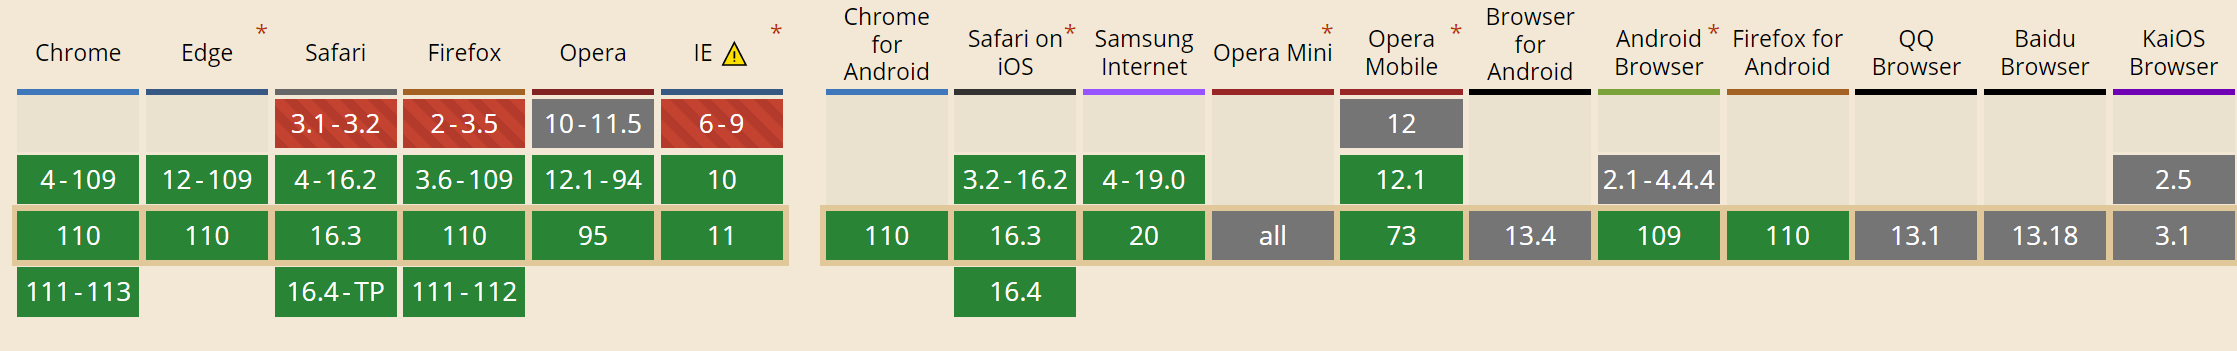 Chrome
Edge *
Safari
Firefox
Opera
IE *
Chrome
for
Android
Safari on *
iOS
Samsung
Internet
Opera Mini *
Opera *
Mobile
Browser
for
Android
Android *
Browser
Firefox for
Android
QQ
Browser
Baidu
Browser
KaiOS
Browser
3.1-3.2 2-3.5 10-11.5 6-9 12
4-109 12-109 4-16.2 3.6-109 12.1-94 10 3.2-16.2 4-19.0 12.1 2.1-4.4.4 2.5
110 110 16.3 110 95 11 110 16.3 20 all 73 13.4 109 110 13.1 13.18 3.1
111-113 16.4-TP 111-112 16.4